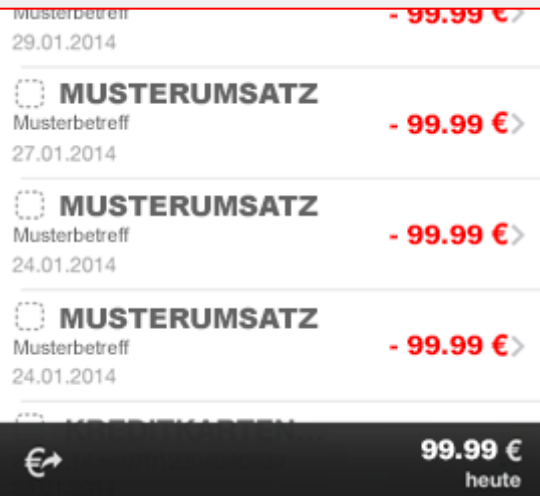 Musterbetreff
- 99.99 €
29.01.2014
MUSTERUMSATZ
Musterbetreff
- 99.99 €
27.01.2014
MUSTERUMSATZ
Musterbetreff
- 99.99 €
24.01.2014
MUSTERUMSATZ
Musterbetreff
- 99.99 €
24.01.2014
KREDITKARTEN...
€
99.99 €
heute